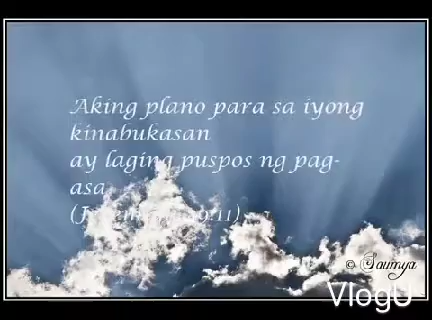 Aking plano para sa iyong
kinabukasan
ay laging puspos ng pag-
asa
© Saumya
VlogU